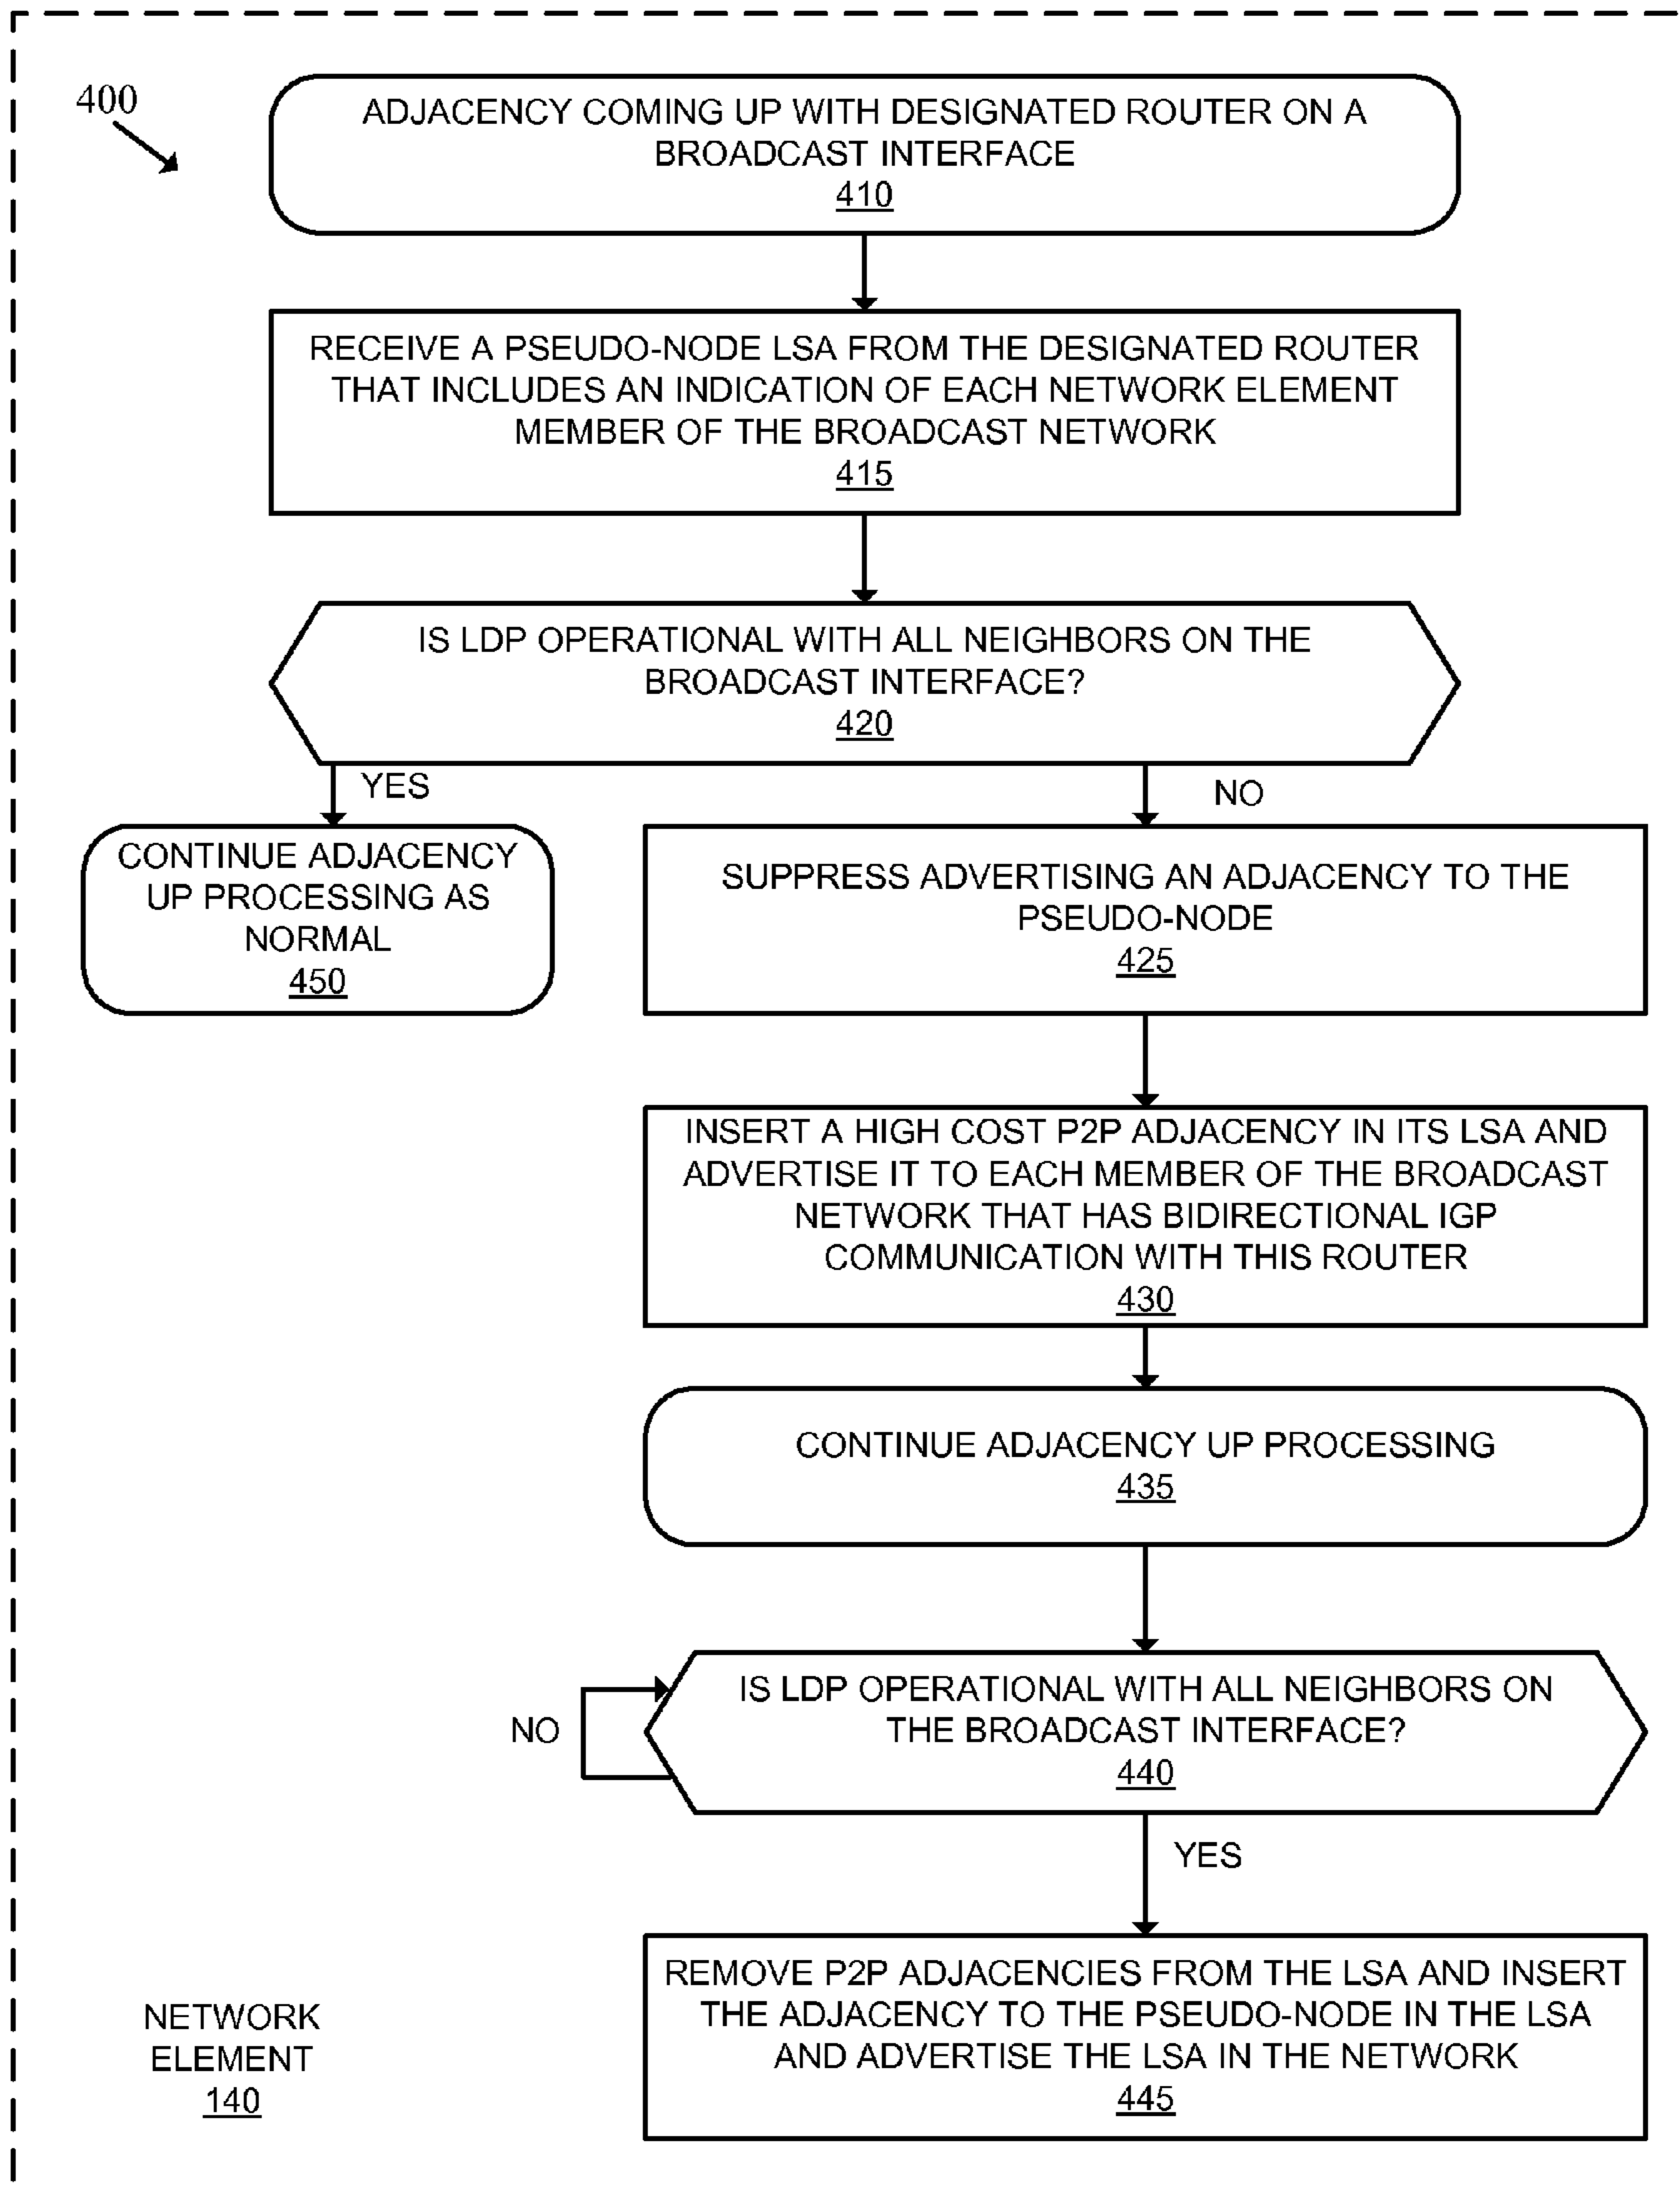 400
ADJACENCY COMING UP WITH DESIGNATED ROUTER ON A
BROADCAST INTERFACE
410
RECEIVE A PSEUDO-NODE LSA FROM THE DESIGNATED ROUTER
THAT INCLUDES AN INDICATION OF EACH NETWORK ELEMENT
MEMBER OF THE BROADCAST NETWORK
415
IS LDP OPERATIONAL WITH ALL NEIGHBORS ON THE
BROADCAST INTERFACE?
420
YES
NO
CONTINUE ADJACENCY
UP PROCESSING AS
NORMAL
450
SUPPRESS ADVERTISING AN ADJACENCY TO THE
PSEUDO-NODE
425
INSERT A HIGH COST P2P ADJACENCY IN ITS LSA AND
ADVERTISE IT TO EACH MEMBER OF THE BROADCAST
NETWORK THAT HAS BIDIRECTIONAL IGP
COMMUNICATION WITH THIS ROUTER
430
CONTINUE ADJACENCY UP PROCESSING
435
IS LDP OPERATIONAL WITH ALL NEIGHBORS ON
THE BROADCAST INTERFACE?
440
NO
YES
REMOVE P2P ADJACENCIES FROM THE LSA AND INSERT
THE ADJACENCY TO THE PSEUDO-NODE IN THE LSA
AND ADVERTISE THE LSA IN THE NETWORK
445
NETWORK
ELEMENT
140